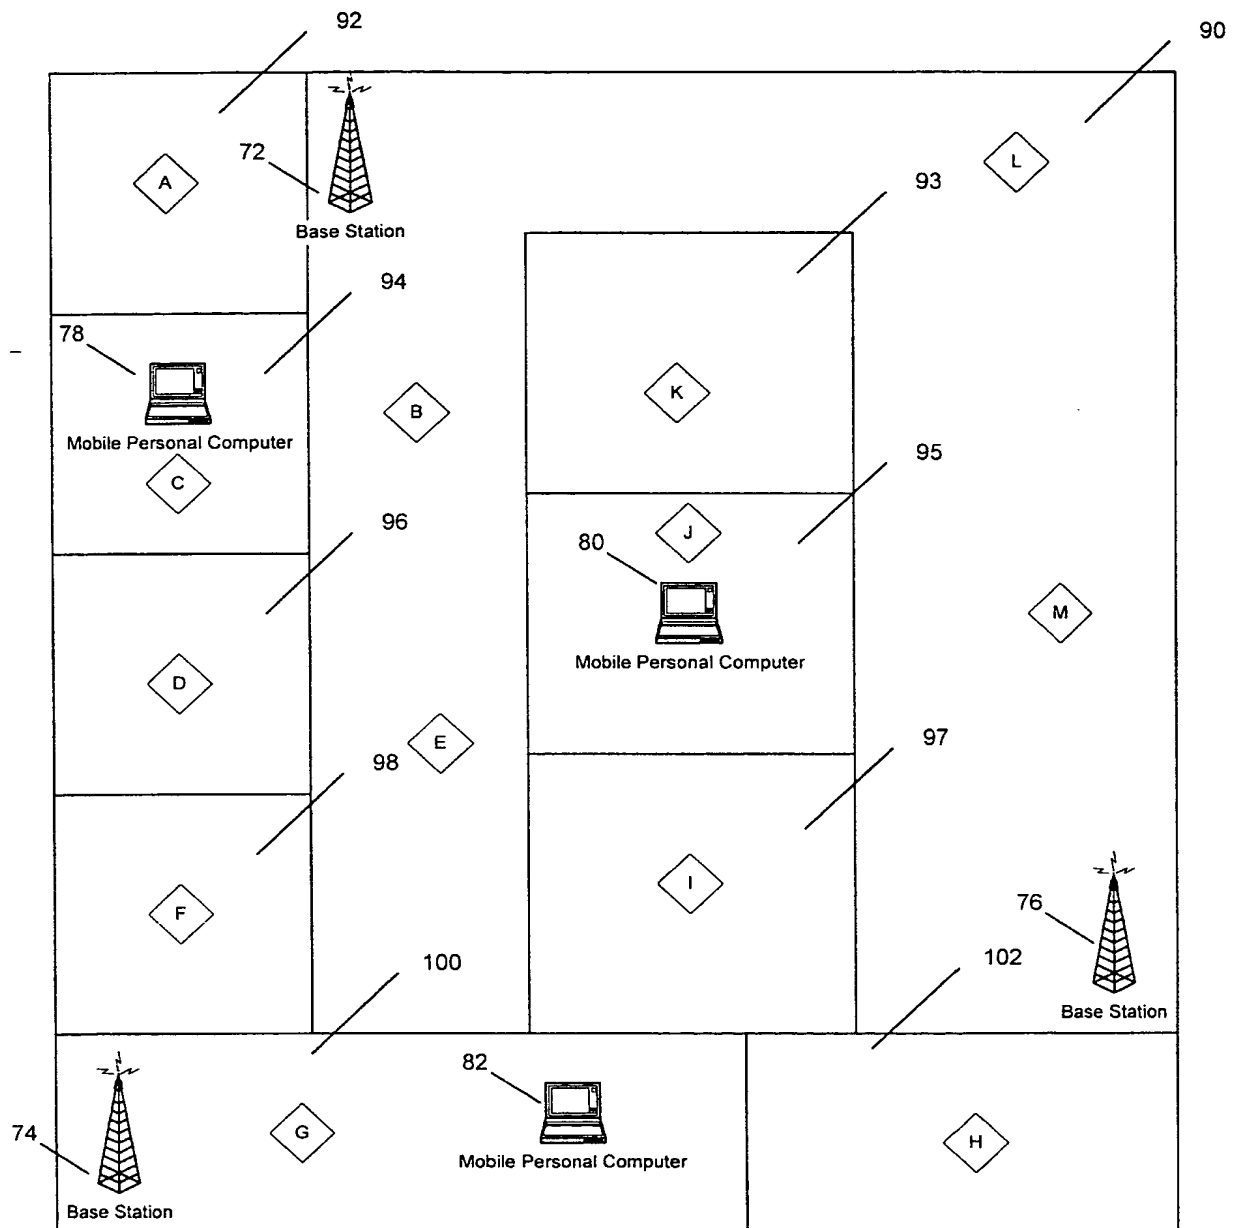 92
90
72
A
L
93
Base Station
94
78
B
K
Mobile Personal Computer
95
C
96
J
80
M
Mobile Personal Computer
D
97
E
98
I
76
F
100
102
Base Station
82
74
G
H
Mobile Personal Computer
Base Station